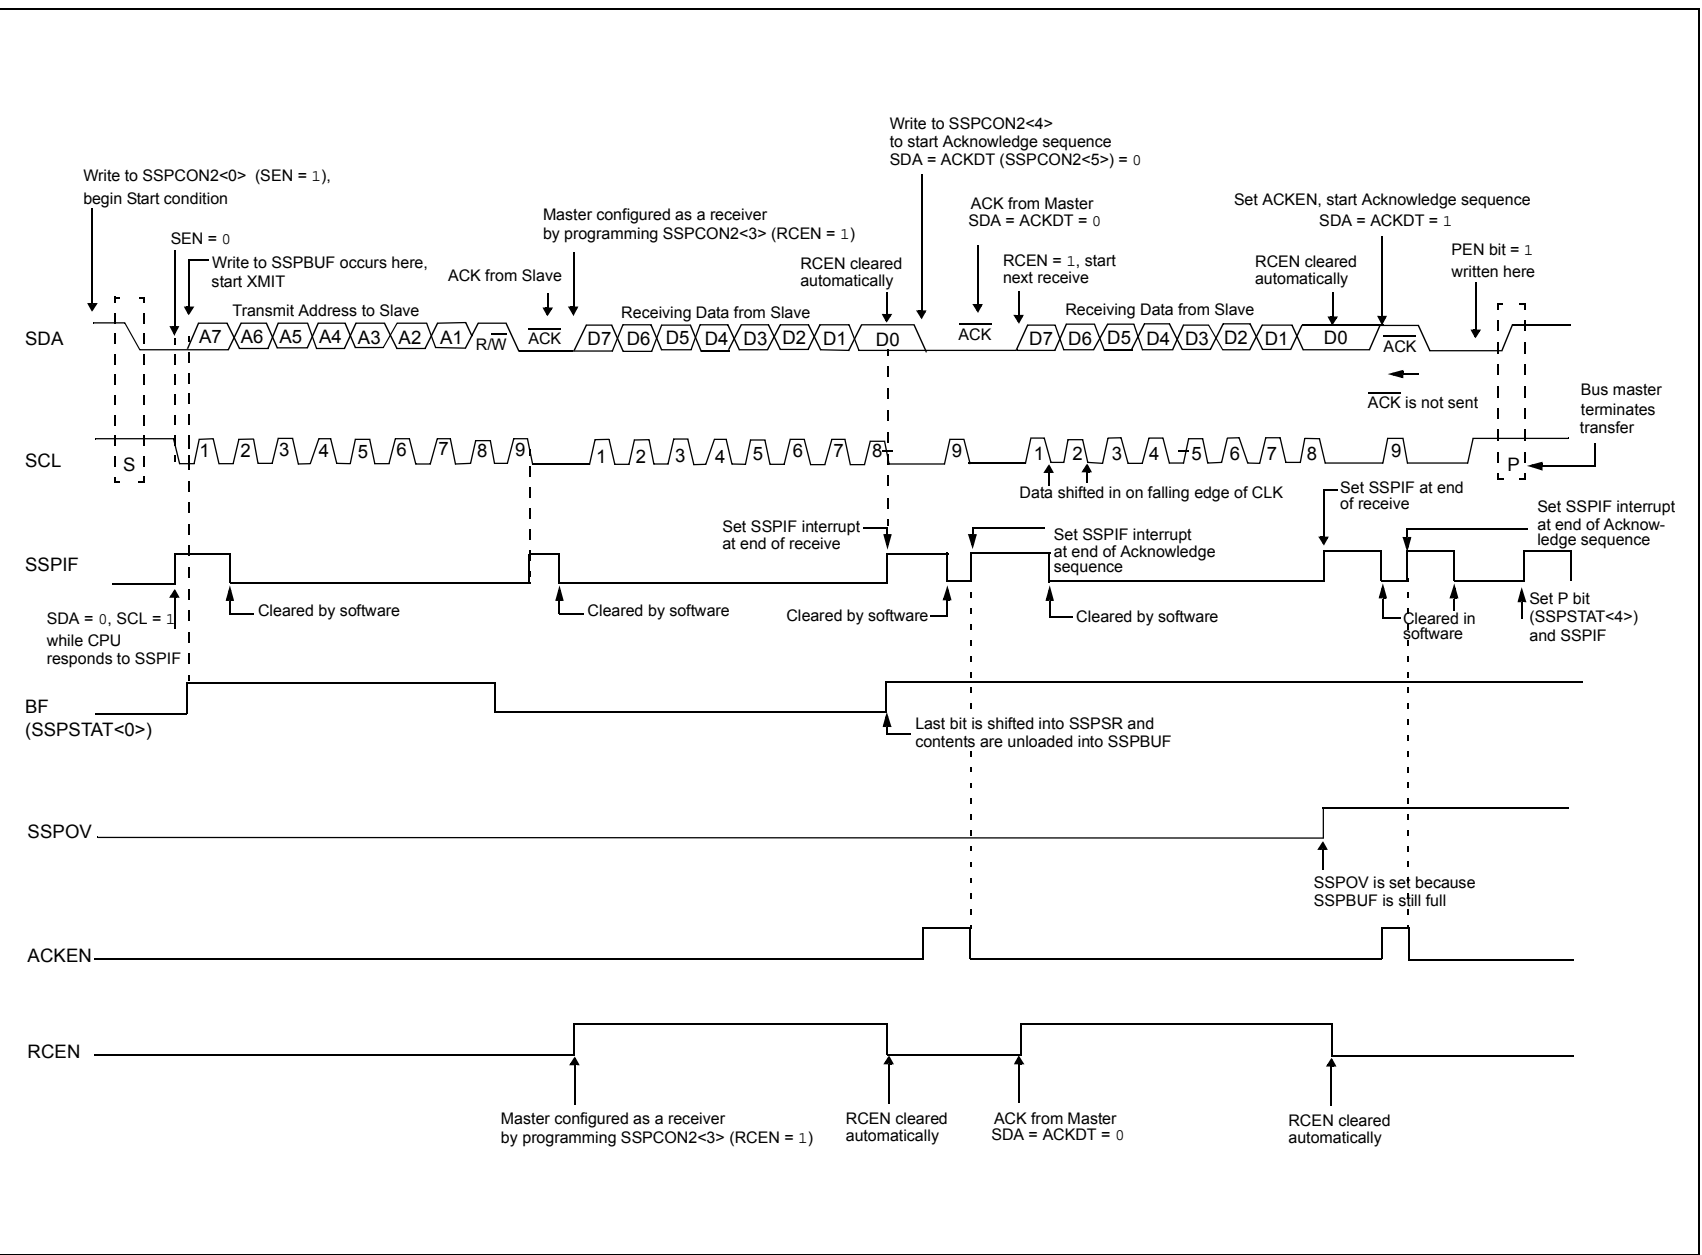 Write to SSPCON2<4>
to start Acknowledge sequence
SDA = ACKDT (SSPCON2<5>) = 0
Write to SSPCON2<0> (SEN = 1),
begin Start condition
ACK from Master
SDA = ACKDT = 0
Set ACKEN, start Acknowledge sequence
SDA = ACKDT = 1
Master configured as a receiver
by programming SSPCON2<3> (RCEN = 1)
SEN = 0
Write to SSPBUF occurs here,
start XMIT
ACK from Slave
RCEN cleared
automatically
RCEN = 1, start
next receive
RCEN cleared
automatically
PEN bit = 1
written here
Transmit Address to Slave
Receiving Data from Slave
Receiving Data from Slave
SDA
A7 A6 A5 A4 A3 A2 A1 R/W ACK D7 D6 D5 D4 D3 D2 D1 D0 ACK D7 D6 D5 D4 D3 D2 D1 D0 ACK
ACK is not sent
Bus master
terminates
transfer
SCL
S 1 2 3 4 5 6 7 8 9 1 2 3 4 5 6 7 8 9 1 2 3 4 5 6 7 8 9 P
Data shifted in on falling edge of CLK
Set SSPIF interrupt
at end of receive
Set SSPIF interrupt
at end of Acknowledge
sequence
Set SSPIF at end
of receive
Set SSPIF interrupt
at end of Acknow-
ledge sequence
SSPIF
SDA = 0, SCL = 1
while CPU
responds to SSPIF
Cleared by software
Cleared by software
Cleared by software
Cleared by software
Cleared in
software
Set P bit
(SSPSTAT<4>)
and SSPIF
BF
(SSPSTAT<0>)
Last bit is shifted into SSPSR and
contents are unloaded into SSPBUF
SSPOV
SSPOV is set because
SSPBUF is still full
ACKEN
RCEN
Master configured as a receiver
by programming SSPCON2<3> (RCEN = 1)
RCEN cleared
automatically
ACK from Master
SDA = ACKDT = 0
RCEN cleared
automatically